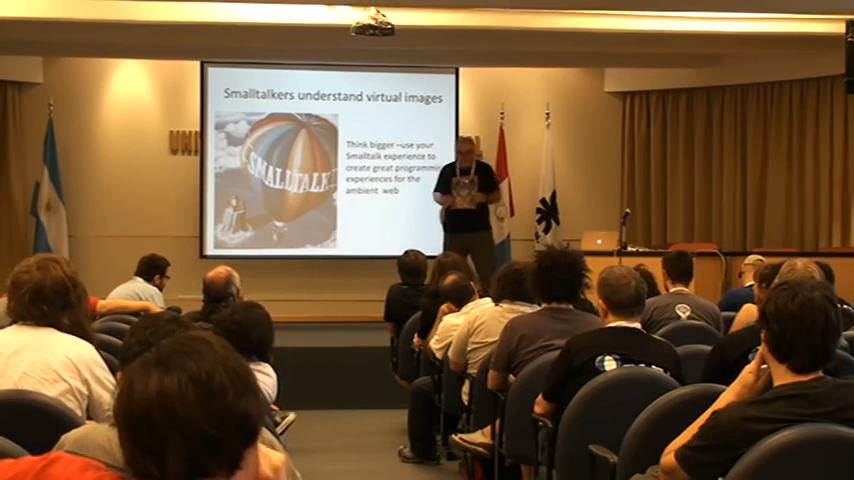 Smalltalkers understand virtual images
Think bigger –use your
Smalltalk experience to
create great programmin
experiences for the
ambient web
SMALLTALK
UNI